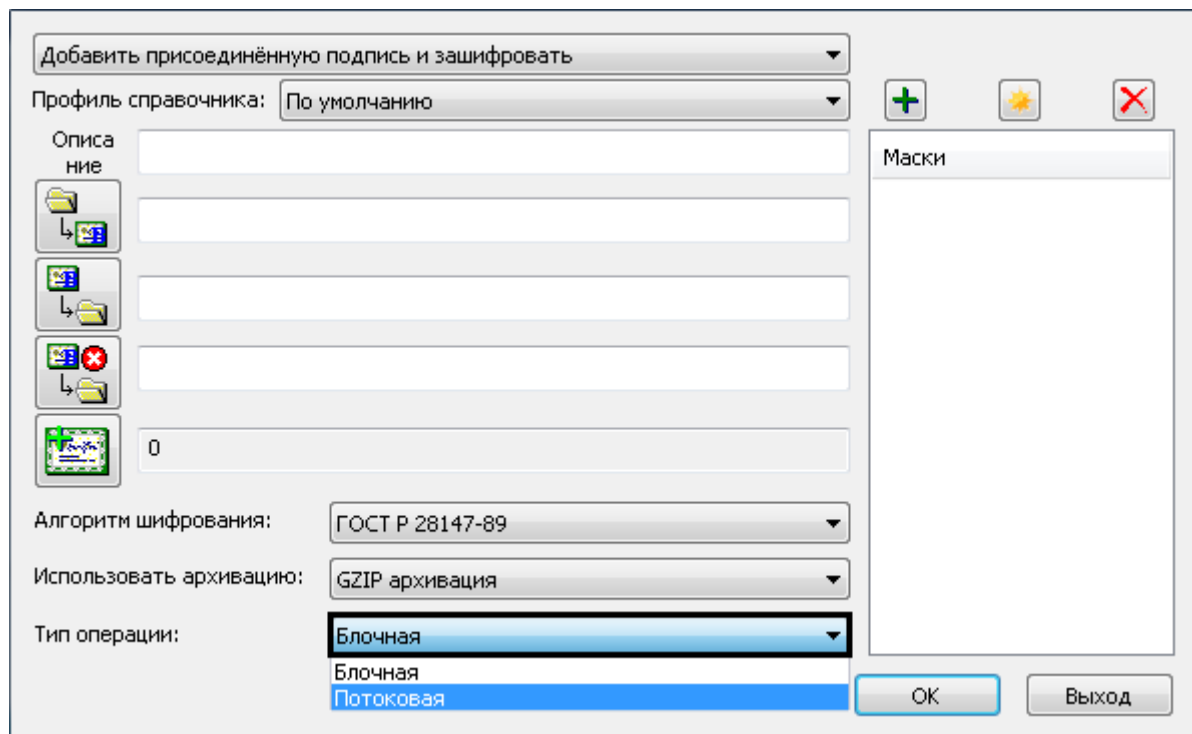 Добавить присоединённую подпись и зашифровать
Профиль справочника: По умолчанию
Описа
ние
Маски
0
Алгоритм шифрования: ГОСТ Р 28147-89
Использовать архивацию: GZIP архивация
Тип операции: Блочная
Блочная
Потоковая
ОК Выход